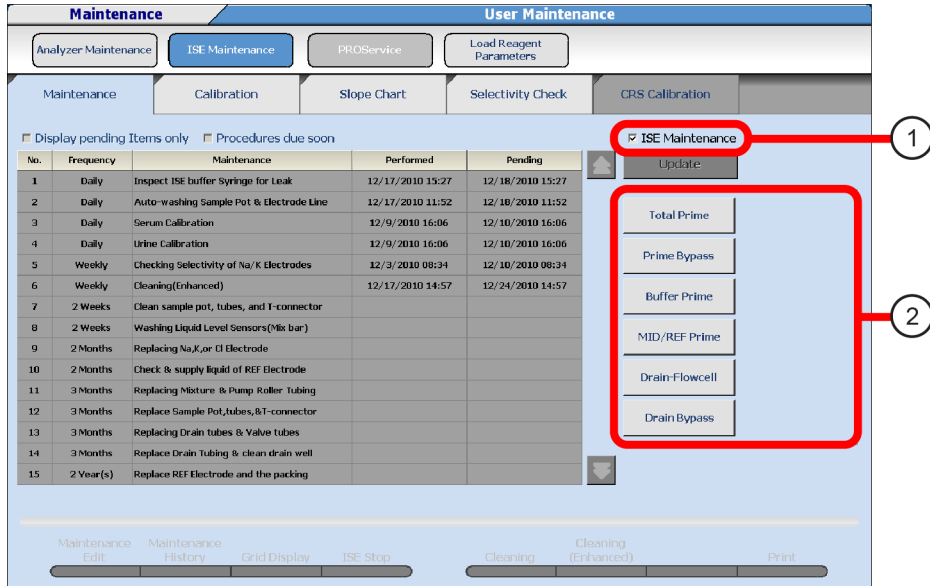 Maintenance User Maintenance
Analyzer Maintenance ISE Maintenance PROService Load Reagent Parameters
Maintenance Calibration Slope Chart Selectivity Check CRS Calibration
Display pending Items only Procedures due soon ISE Maintenance 1
No. Frequency Maintenance Performed Pending Update
1 Daily Inspect ISE buffer Syringe for Leak 12/17/2010 15:27 12/18/2010 15:27
2 Daily Auto-washing Sample Pot & Electrode Line 12/17/2010 11:52 12/18/2010 11:52
3 Daily Serum Calibration 12/9/2010 16:06 12/10/2010 16:06
4 Daily Urine Calibration 12/9/2010 16:06 12/10/2010 16:06
5 Weekly Checking Selectivity of Na/K Electrodes 12/3/2010 08:34 12/10/2010 08:34
6 Weekly Cleaning(Enhanced) 12/17/2010 14:57 12/24/2010 14:57
7 2 Weeks Clean sample pot, tubes, and T-connector
8 2 Weeks Washing Liquid Level Sensors(Mix bar)
9 2 Months Replacing Na,K,or Cl Electrode
10 2 Months Check & supply liquid of REF Electrode
11 3 Months Replacing Mixture & Pump Roller Tubing
12 3 Months Replace Sample Pot,tubes,&T-connector
13 3 Months Replacing Drain tubes & Valve tubes
14 3 Months Replace Drain Tubing & clean drain well
15 2 Year(s) Replace REF Electrode and the packing
Total Prime
Prime Bypass
Buffer Prime
2
MID/REF Prime
Drain-Flowcell
Drain Bypass
Maintenance Edit Maintenance History Grid Display ISE Stop Cleaning Cleaning (Enhanced) Print